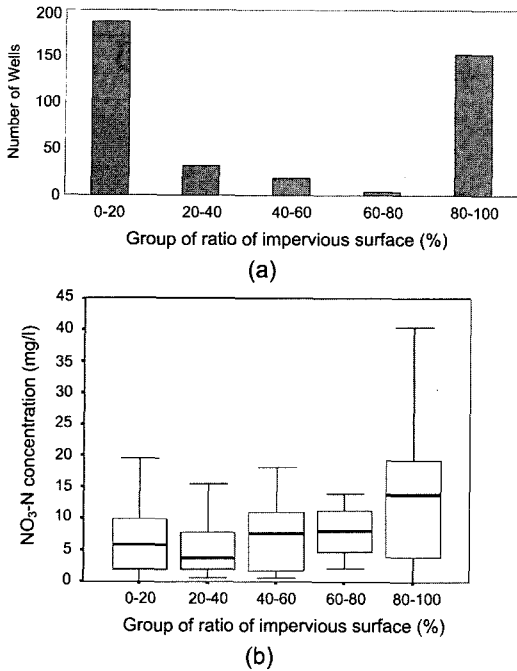 200
150
100
50
0
Number of Wells
0-20 20-40 40-60 60-80 80-100
Group of ratio of impervious surface (%)
(a)
45
40
35
30
25
20
15
10
5
0
NO₃-N concentration (mg/l)
0-20 20-40 40-60 60-80 80-100
Group of ratio of impervious surface (%)
(b)